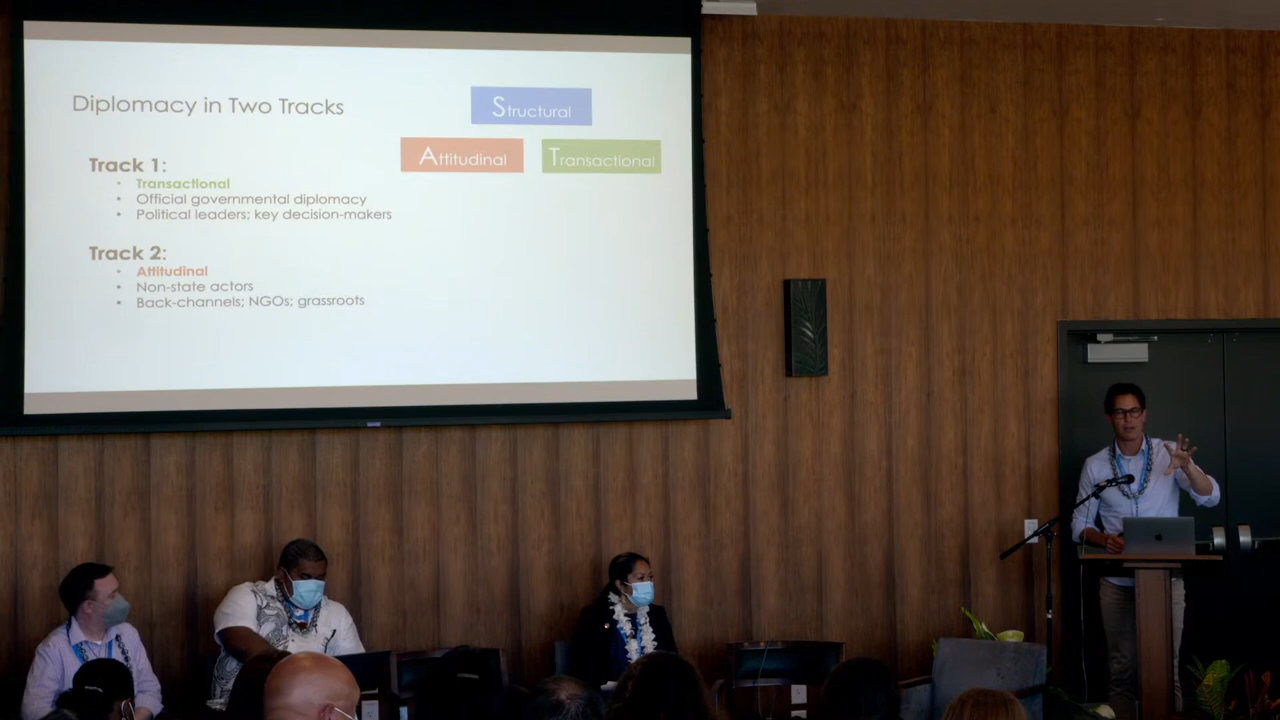 Diplomacy in Two Tracks
Structural
Attitudinal
Transactional
Track 1:
• Transactional
• Official governmental diplomacy
• Political leaders; key decision-makers
Track 2:
• Attitudinal
• Non-state actors
• Back-channels; NGOs; grassroots